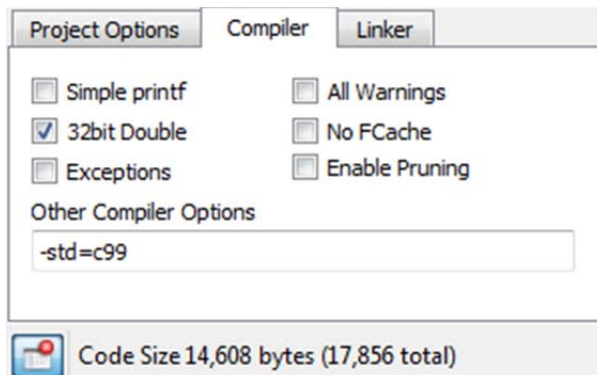 Project Options Compiler Linker
Simple printf All Warnings
32bit Double No FCache
Exceptions Enable Pruning
Other Compiler Options
-std=c99
Code Size 14,608 bytes (17,856 total)